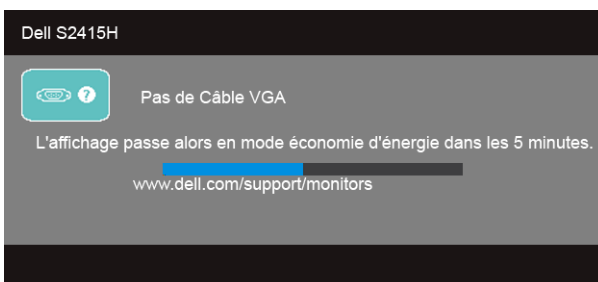 Dell S2415H
Pas de Câble VGA
L'affichage passe alors en mode économie d'énergie dans les 5 minutes.
www.dell.com/support/monitors